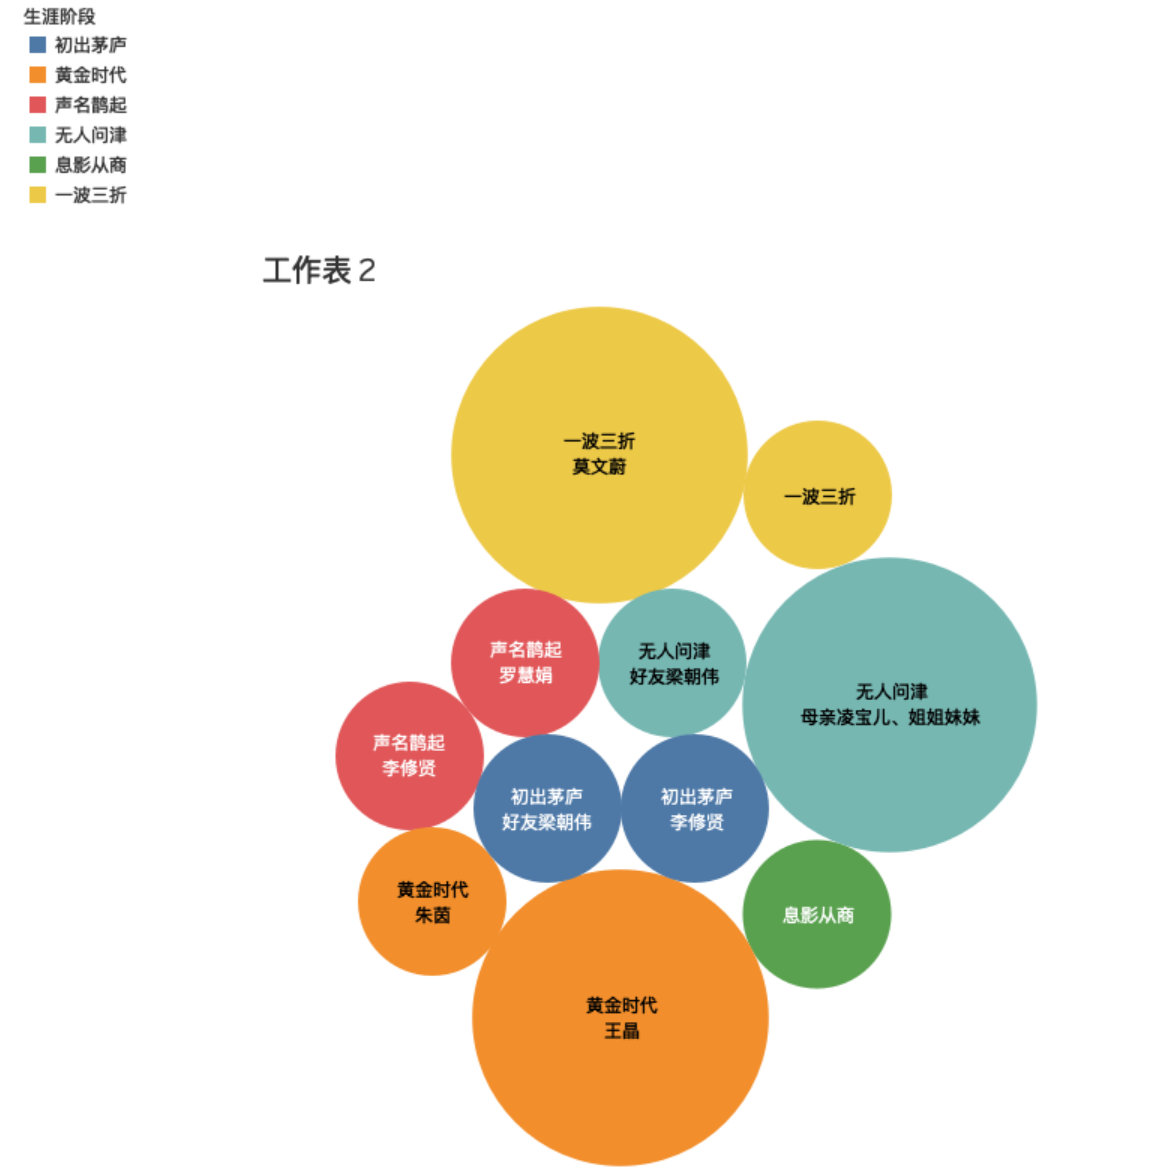 生涯阶段
初出茅庐
黄金时代
声名鹊起
无人问津
息影从商
一波三折
工作表 2
一波三折
莫文蔚
一波三折
声名鹊起
罗慧娟
无人问津
好友梁朝伟
无人问津
母亲凌宝儿、姐姐妹妹
声名鹊起
李修贤
初出茅庐
好友梁朝伟
初出茅庐
李修贤
黄金时代
朱茵
息影从商
黄金时代
王晶